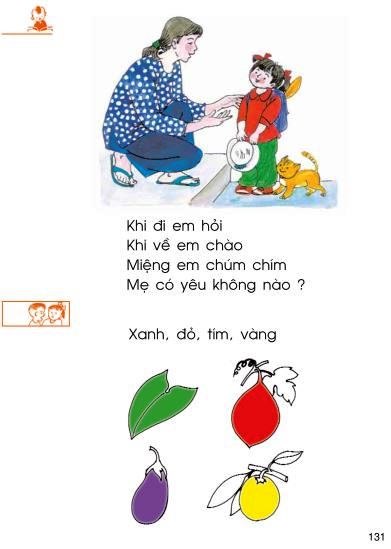 Khi đi em hỏi
Khi về em chào
Miệng em chúm chím
Mẹ có yêu không nào ?
Xanh, đỏ, tím, vàng
131